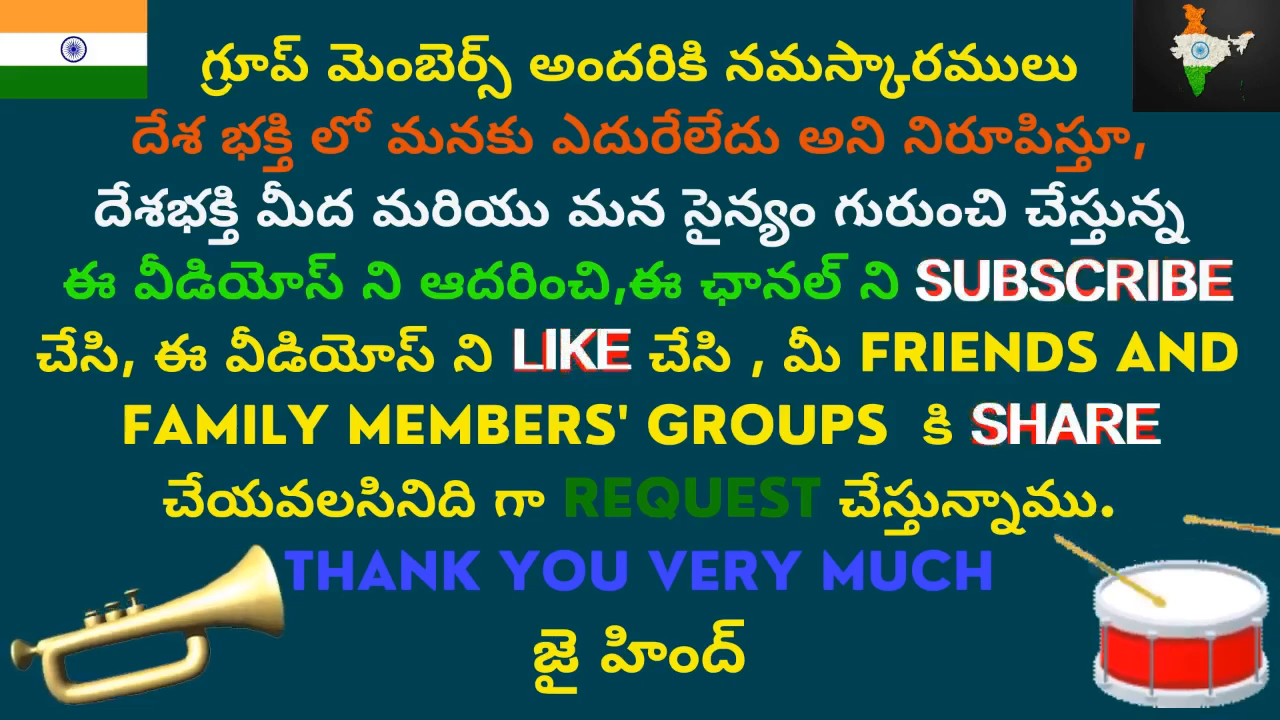 గ్రూప్ మెంబెర్స్ అందరికి నమస్కారములు
దేశ భక్తి లో మనకు ఎదురేలేదు అని నిరూపిస్తూ,
దేశభక్తి మీద మరియు మన సైన్యం గురుంచి చేస్తున్న
ఈ వీడియోస్ ని ఆదరించి,ఈ ఛానల్ ని SUBSCRIBE
చేసి, ఈ వీడియోస్ ని LIKE చేసి , మీ FRIENDS AND
FAMILY MEMBERS' GROUPS కి SHARE
చేయవలసినిది గా REQUEST చేస్తున్నాము.
THANK YOU VERY MUCH
జై హింద్